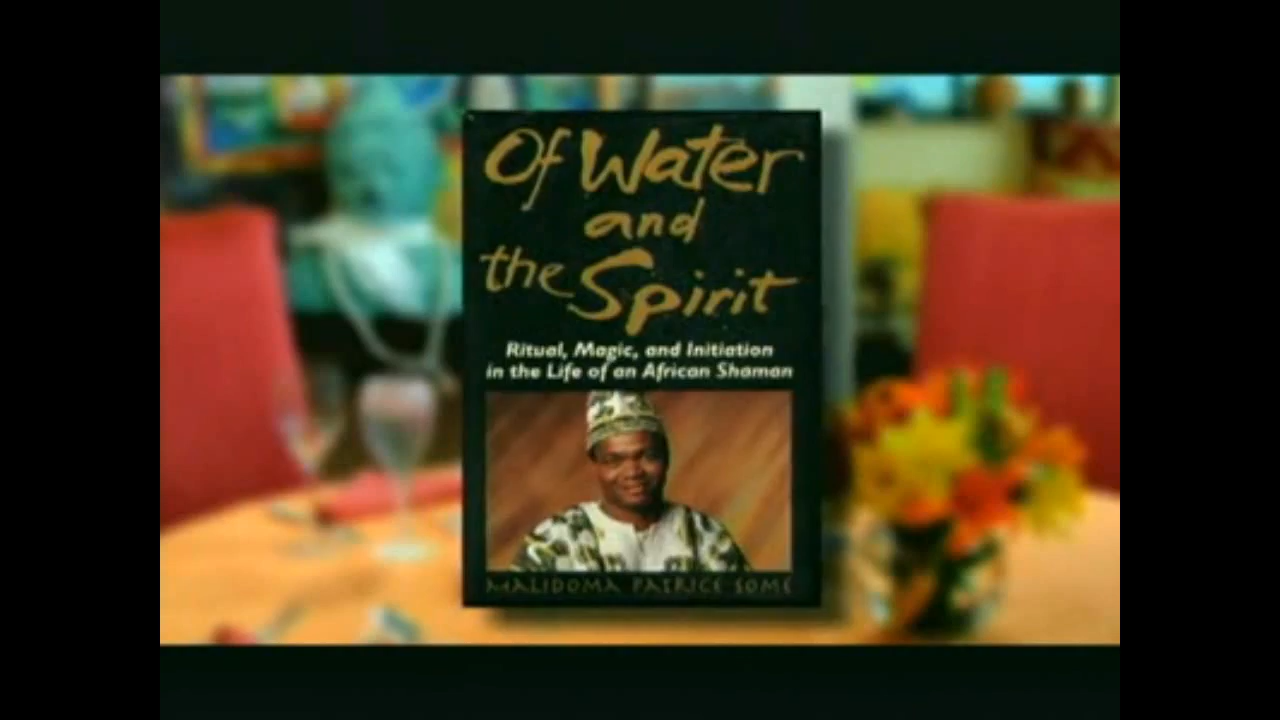 Of Water
and
the Spirit
Ritual, Magic, and Initiation
in the Life of an African Shaman
MALIDOMA PATRICE SOME